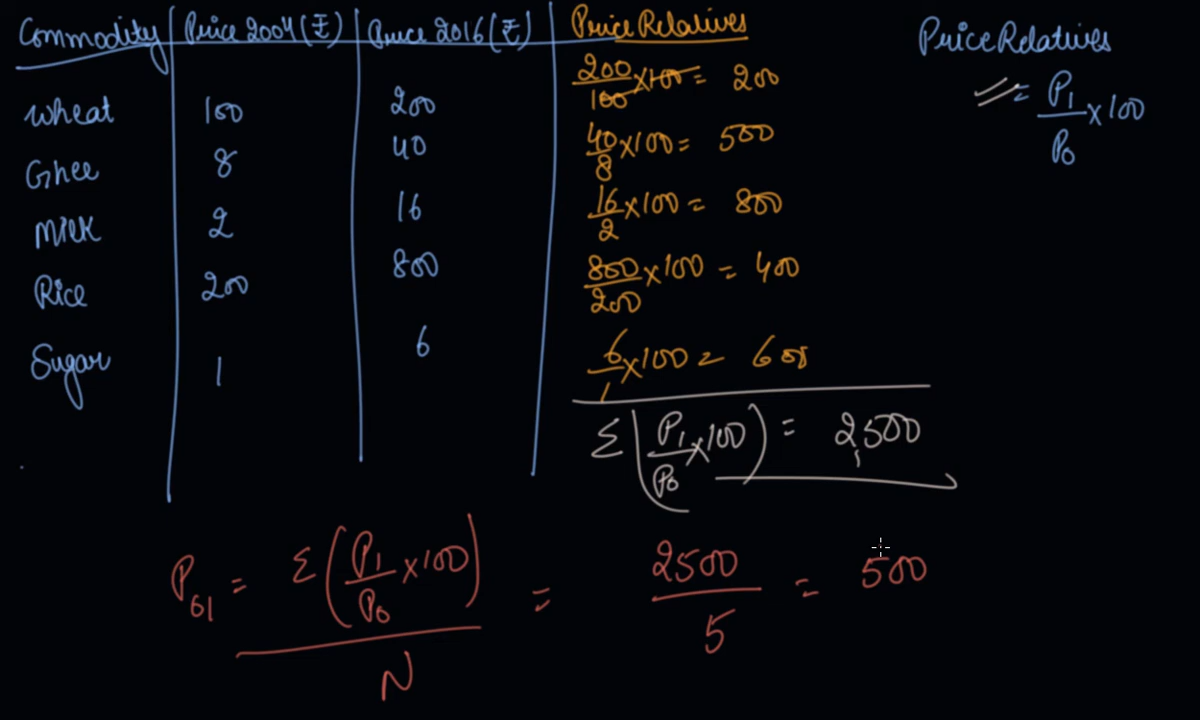 Commodity Price 2004 (₹) Price 2016 (₹) Price Relatives
Wheat 100 200 200/100 × 100 = 200
Ghee 8 40 40/8 × 100 = 500
Milk 2 16 16/2 × 100 = 800
Rice 200 800 800/200 × 100 = 400
Sugar 1 6 6/1 × 100 = 600
Σ(P₁/P₀ × 100) = 2,500
Price Relatives
= P₁/P₀ × 100
P₀₁ = Σ(P₁/P₀ × 100)/N = 2500/5 = 500